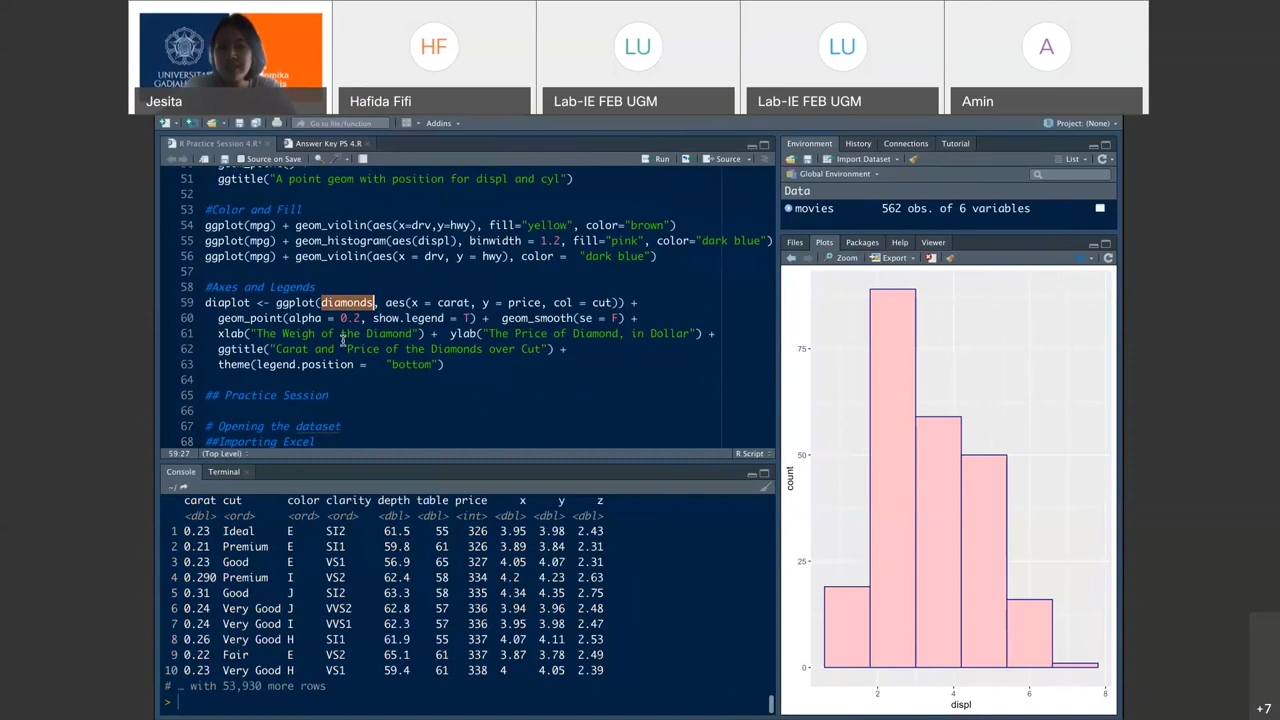 UNIVERSITAS
GADJAH
Jesita
HF
Hafida Fifi
LU
Lab-IE FEB UGM
LU
Lab-IE FEB UGM
A
Amin
Go to file/function
Addins
Project: (None)
R Practice Session 4.R*
Answer Key PS 4.R
Source on Save
Run
Source
51 ggtitle("A point geom with position for displ and cyl")
52
53 #Color and Fill
54 ggplot(mpg) + geom_violin(aes(x=drv,y=hwy), fill="yellow", color="brown")
55 ggplot(mpg) + geom_histogram(aes(displ), binwidth = 1.2, fill="pink", color="dark blue")
56 ggplot(mpg) + geom_violin(aes(x = drv, y = hwy), color = "dark blue")
57
58 #Axes and Legends
59 diaplot <- ggplot(diamonds, aes(x = carat, y = price, col = cut)) +
60 geom_point(alpha = 0.2, show.legend = T) + geom_smooth(se = F) +
61 xlab("The Weigh of the Diamond") + ylab("The Price of Diamond, in Dollar") +
62 ggtitle("Carat and Price of the Diamonds over Cut") +
63 theme(legend.position = "bottom")
64
65 ## Practice Session
66
67 # Opening the dataset
68 ##Importing Excel
59:27 (Top Level) R Script
Console Terminal
~/
carat cut color clarity depth table price x y z
<dbl> <ord> <ord> <ord> <dbl> <dbl> <int> <dbl> <dbl> <dbl>
1 0.23 Ideal E SI2 61.5 55 326 3.95 3.98 2.43
2 0.21 Premium E SI1 59.8 61 326 3.89 3.84 2.31
3 0.23 Good E VS1 56.9 65 327 4.05 4.07 2.31
4 0.290 Premium I VS2 62.4 58 334 4.2 4.23 2.63
5 0.31 Good J SI2 63.3 58 335 4.34 4.35 2.75
6 0.24 Very Good J VVS2 62.8 57 336 3.94 3.96 2.48
7 0.24 Very Good I VVS1 62.3 57 336 3.95 3.98 2.47
8 0.26 Very Good H SI1 61.9 55 337 4.07 4.11 2.53
9 0.22 Fair E VS2 65.1 61 337 3.87 3.78 2.49
10 0.23 Very Good H VS1 59.4 61 338 4 4.05 2.39
# … with 53,930 more rows
>
Environment History Connections Tutorial
Import Dataset
List
Global Environment
Data
movies 562 obs. of 6 variables
Files Plots Packages Help Viewer
Zoom Export
75
50
25
0
count
2 4 6 8
displ
+7